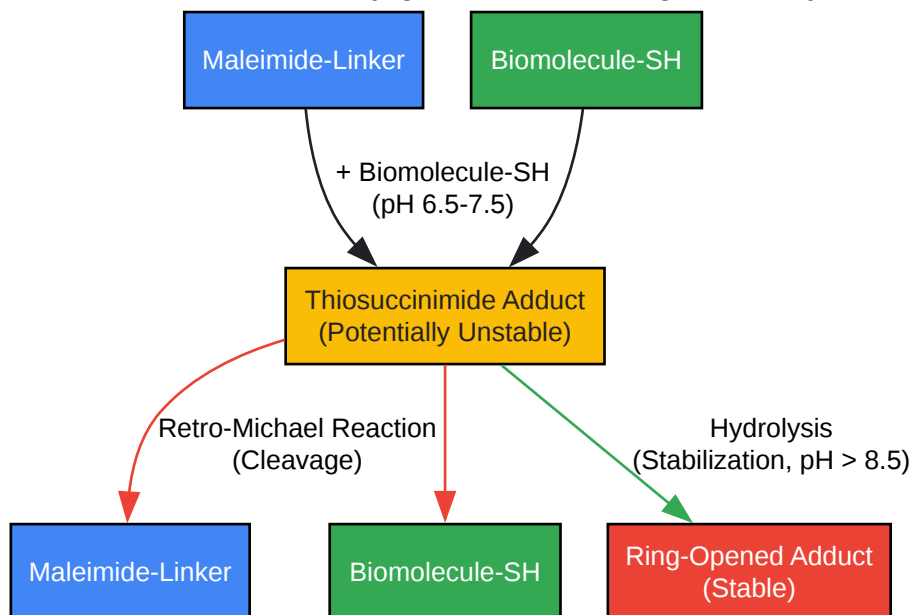 Maleimide-Linker
Biomolecule-SH
+ Biomolecule-SH
(pH 6.5-7.5)
Thiosuccinimide Adduct
(Potentially Unstable)
Retro-Michael Reaction
(Cleavage)
Hydrolysis
(Stabilization, pH > 8.5)
Maleimide-Linker
Biomolecule-SH
Ring-Opened Adduct
(Stable)